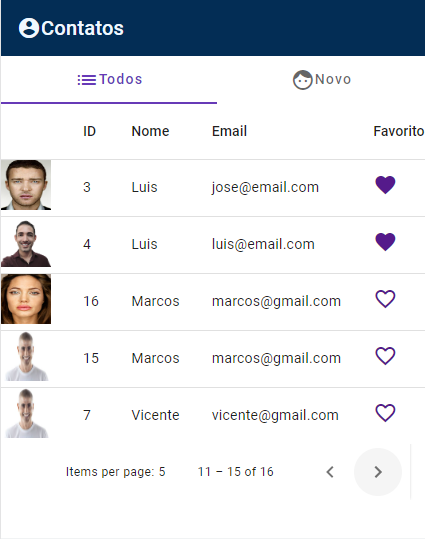 Contatos
Todos Novo
ID Nome Email Favorito
3 Luis jose@email.com
4 Luis luis@email.com
16 Marcos marcos@gmail.com
15 Marcos marcos@gmail.com
7 Vicente vicente@gmail.com
Items per page: 5 11 – 15 of 16